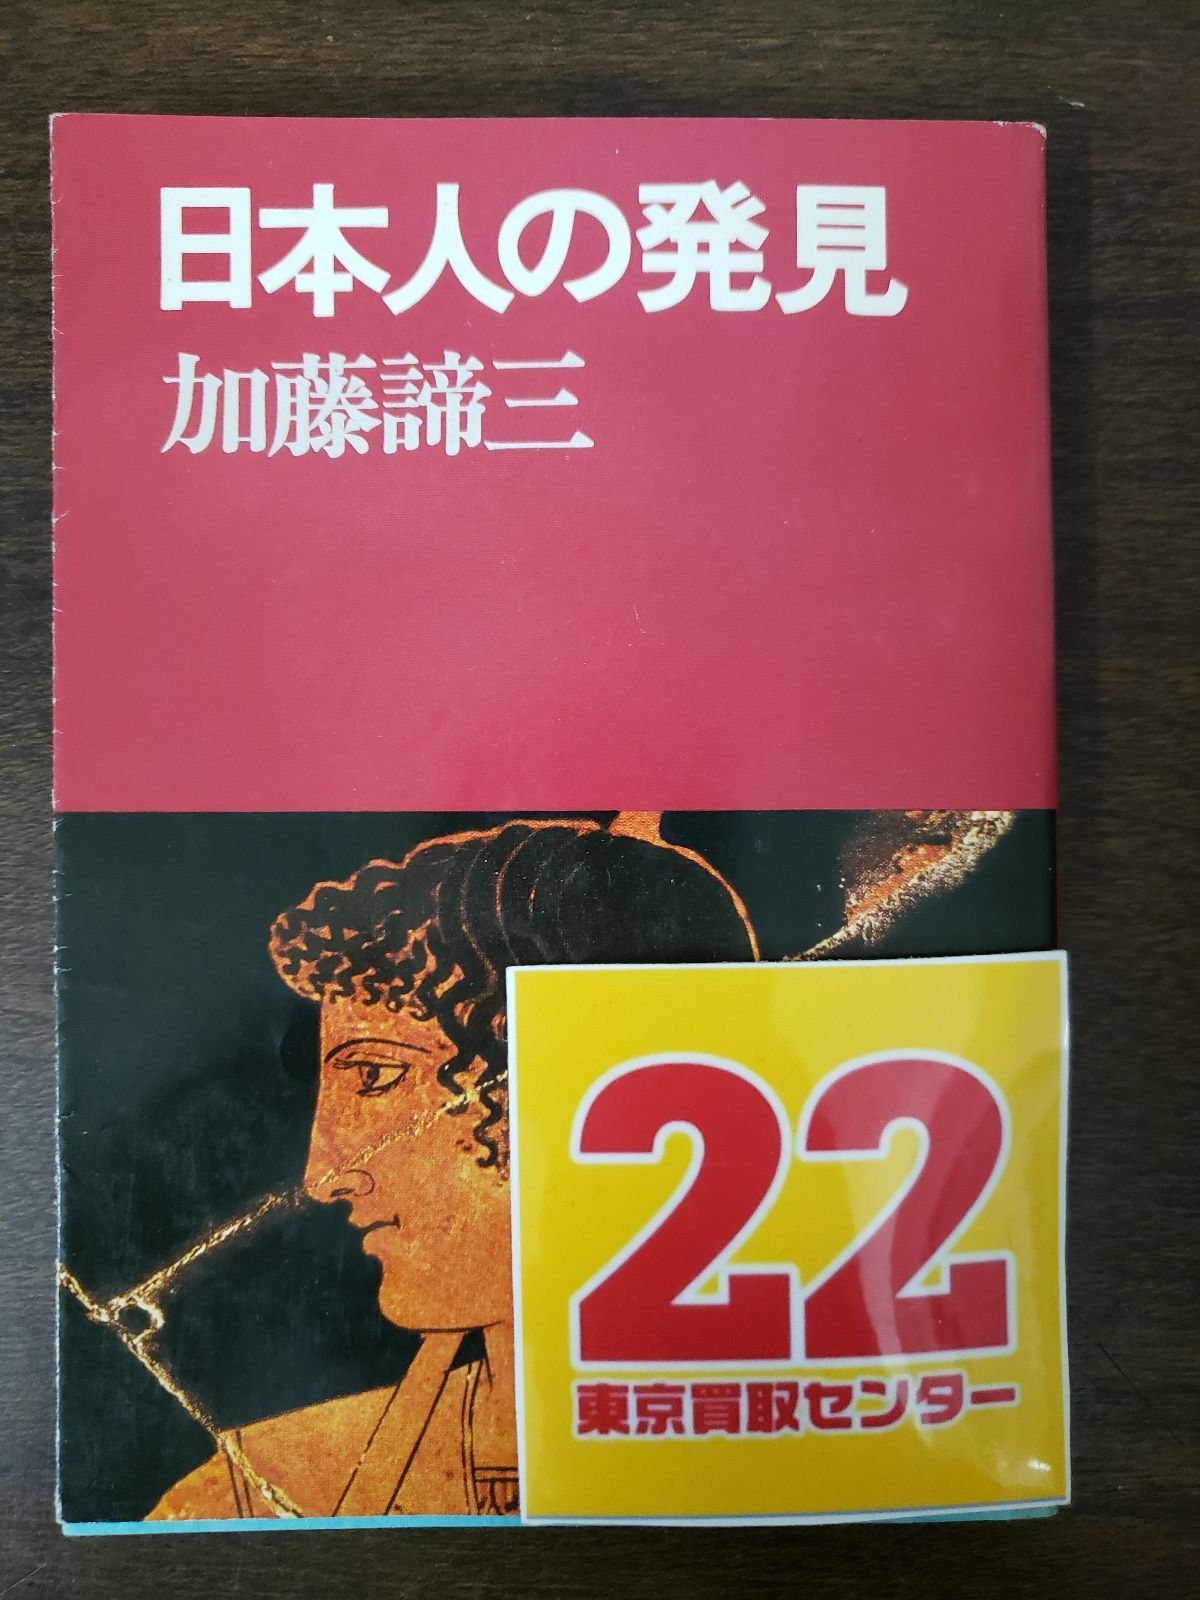 日本人の発見
加藤諦三
22
東京買取センター